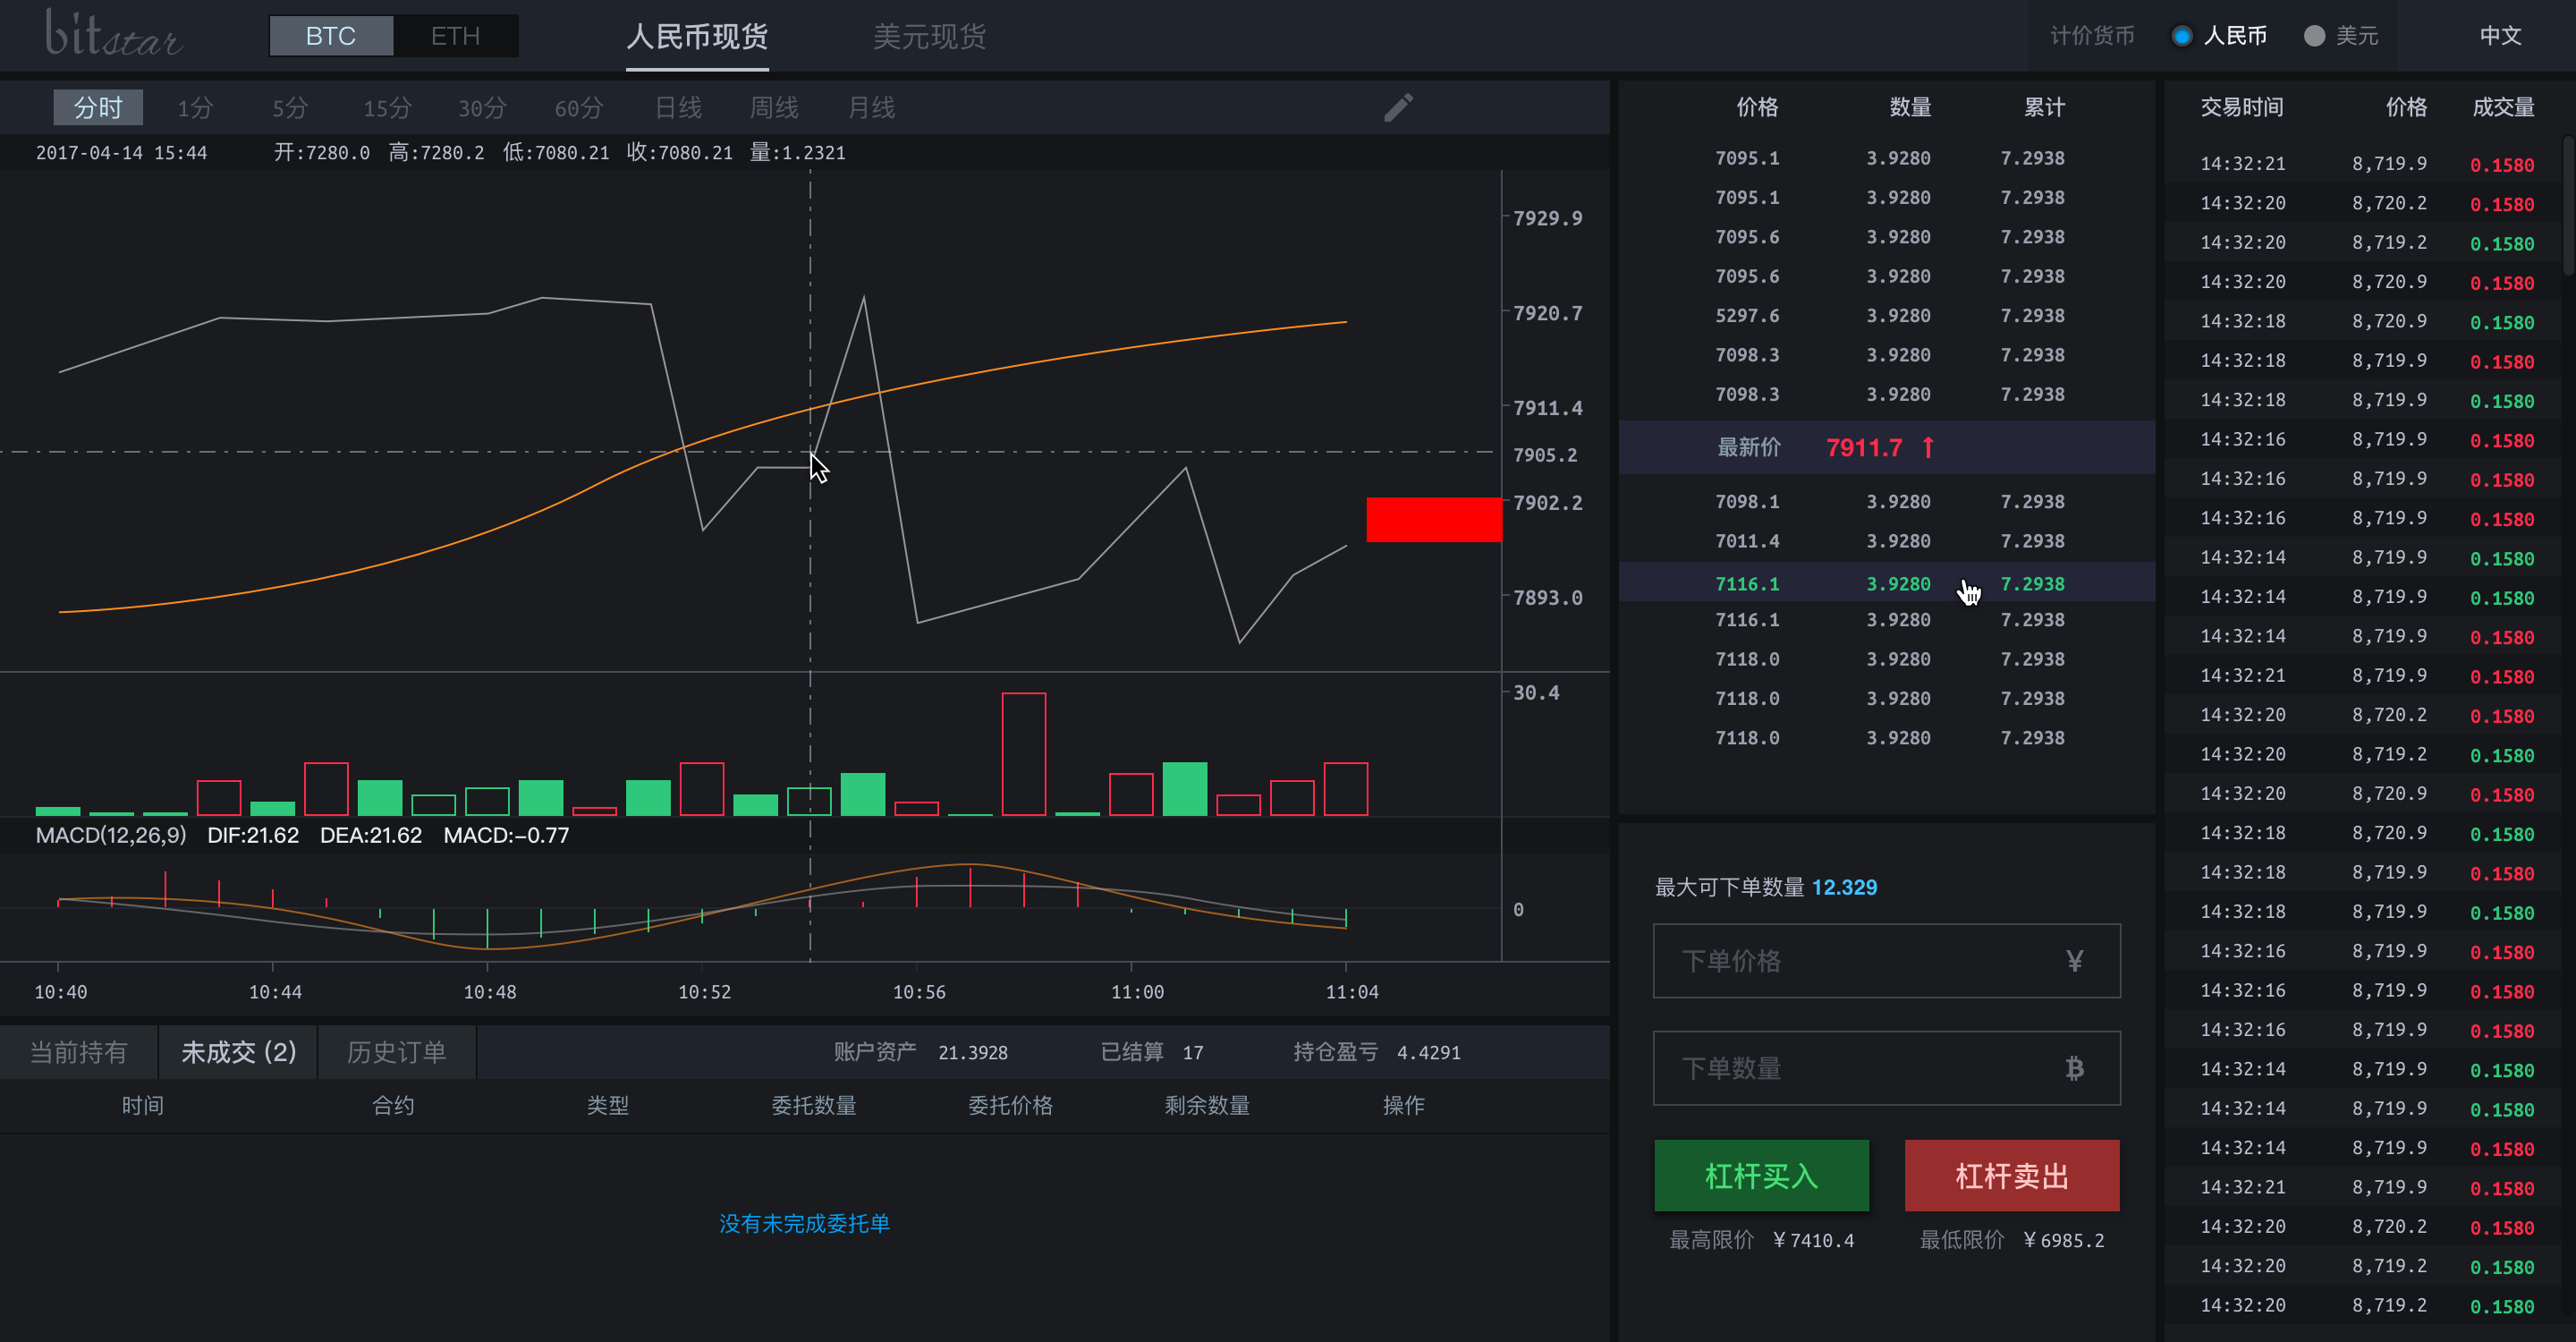 bitstar BTC ETH 人民币现货 美元现货 计价货币 人民币 美元 中文
分时 1分 5分 15分 30分 60分 日线 周线 月线
2017-04-14 15:44 开:7280.0 高:7280.2 低:7080.21 收:7080.21 量:1.2321
7929.9
7920.7
7911.4
7905.2
7902.2
7893.0
30.4
MACD(12,26,9) DIF:21.62 DEA:21.62 MACD:−0.77
0
10:40 10:44 10:48 10:52 10:56 11:00 11:04
当前持有 未成交 (2) 历史订单 账户资产 21.3928 已结算 17 持仓盈亏 4.4291
时间 合约 类型 委托数量 委托价格 剩余数量 操作
没有未完成委托单
价格 数量 累计
7095.1 3.9280 7.2938
7095.1 3.9280 7.2938
7095.6 3.9280 7.2938
7095.6 3.9280 7.2938
5297.6 3.9280 7.2938
7098.3 3.9280 7.2938
7098.3 3.9280 7.2938
最新价 7911.7 ↑
7098.1 3.9280 7.2938
7011.4 3.9280 7.2938
7116.1 3.9280 7.2938
7116.1 3.9280 7.2938
7118.0 3.9280 7.2938
7118.0 3.9280 7.2938
7118.0 3.9280 7.2938
最大可下单数量 12.329
下单价格 ¥
下单数量 ₿
杠杆买入 杠杆卖出
最高限价 ¥7410.4 最低限价 ¥6985.2
交易时间 价格 成交量
14:32:21 8,719.9 0.1580
14:32:20 8,720.2 0.1580
14:32:20 8,719.2 0.1580
14:32:20 8,720.9 0.1580
14:32:18 8,720.9 0.1580
14:32:18 8,719.9 0.1580
14:32:18 8,719.9 0.1580
14:32:16 8,719.9 0.1580
14:32:16 8,719.9 0.1580
14:32:16 8,719.9 0.1580
14:32:14 8,719.9 0.1580
14:32:14 8,719.9 0.1580
14:32:14 8,719.9 0.1580
14:32:21 8,719.9 0.1580
14:32:20 8,720.2 0.1580
14:32:20 8,719.2 0.1580
14:32:20 8,720.9 0.1580
14:32:18 8,720.9 0.1580
14:32:18 8,719.9 0.1580
14:32:18 8,719.9 0.1580
14:32:16 8,719.9 0.1580
14:32:16 8,719.9 0.1580
14:32:16 8,719.9 0.1580
14:32:14 8,719.9 0.1580
14:32:14 8,719.9 0.1580
14:32:14 8,719.9 0.1580
14:32:21 8,719.9 0.1580
14:32:20 8,720.2 0.1580
14:32:20 8,719.2 0.1580
14:32:20 8,719.2 0.1580